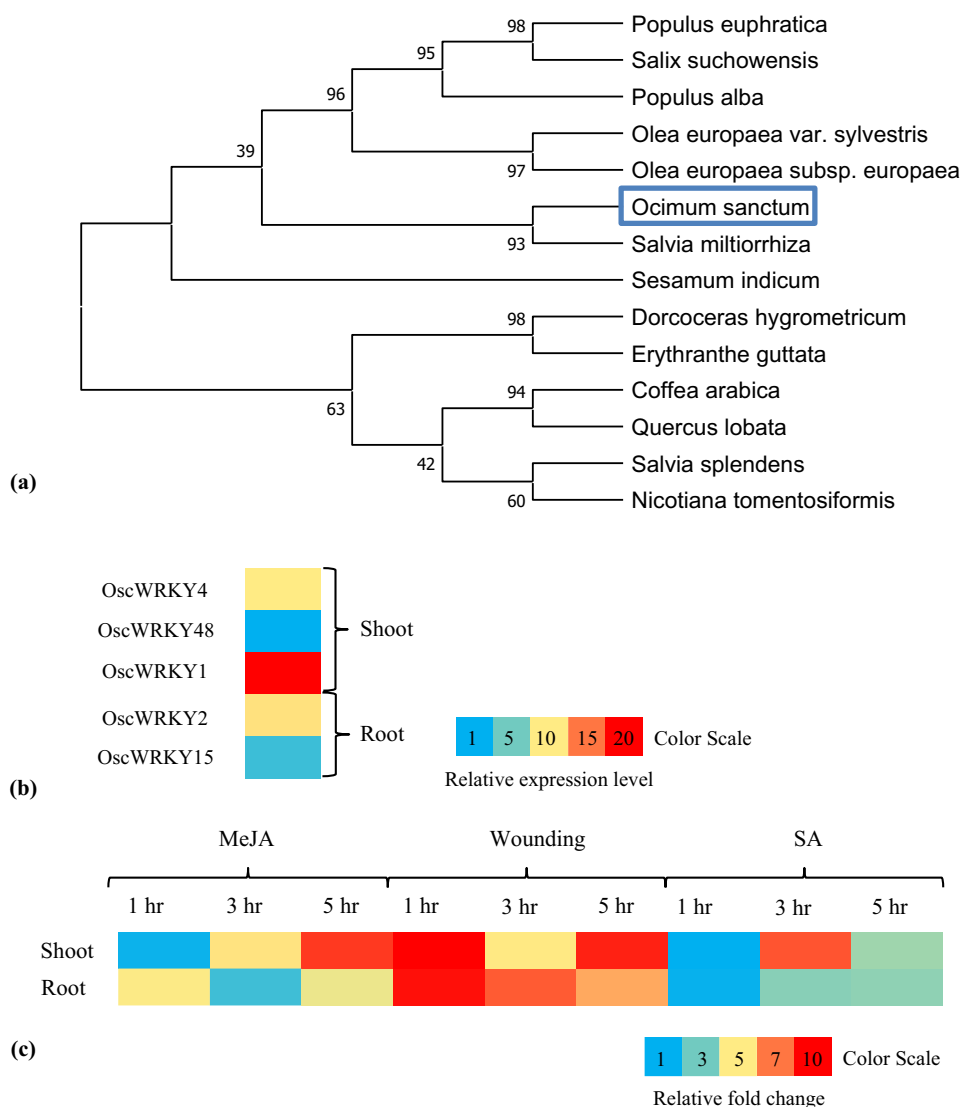 98
Populus euphratica
95
Salix suchowensis
96
Populus alba
39
Olea europaea var. sylvestris
97
Olea europaea subsp. europaea
Ocimum sanctum
93
Salvia miltiorrhiza
Sesamum indicum
98
Dorcoceras hygrometricum
Erythranthe guttata
63
94
Coffea arabica
Quercus lobata
42
Salvia splendens
60
Nicotiana tomentosiformis
(a)
OscWRKY4
OscWRKY48
OscWRKY1
Shoot
OscWRKY2
OscWRKY15
Root
1 5 10 15 20 Color Scale
Relative expression level
(b)
MeJA Wounding SA
1 hr 3 hr 5 hr 1 hr 3 hr 5 hr 1 hr 3 hr 5 hr
Shoot
Root
(c)
1 3 5 7 10 Color Scale
Relative fold change